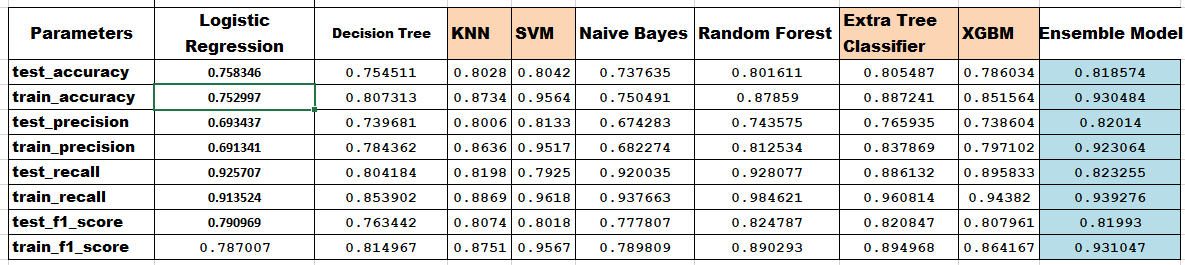 Parameters Logistic Regression Decision Tree KNN SVM Naive Bayes Random Forest Extra Tree Classifier XGBM Ensemble Model
test_accuracy 0.758346 0.754511 0.8028 0.8042 0.737635 0.801611 0.805487 0.786034 0.818574
train_accuracy 0.752997 0.807313 0.8734 0.9564 0.750491 0.87859 0.887241 0.851564 0.930484
test_precision 0.693437 0.739681 0.8006 0.8133 0.674283 0.743575 0.765935 0.738604 0.82014
train_precision 0.691341 0.784362 0.8636 0.9517 0.682274 0.812534 0.837869 0.797102 0.923064
test_recall 0.925707 0.804184 0.8198 0.7925 0.920035 0.928077 0.886132 0.895833 0.823255
train_recall 0.913524 0.853902 0.8869 0.9618 0.937663 0.984621 0.960814 0.94382 0.939276
test_f1_score 0.790969 0.763442 0.8074 0.8018 0.777807 0.824787 0.820847 0.807961 0.81993
train_f1_score 0.787007 0.814967 0.8751 0.9567 0.789809 0.890293 0.894968 0.864167 0.931047